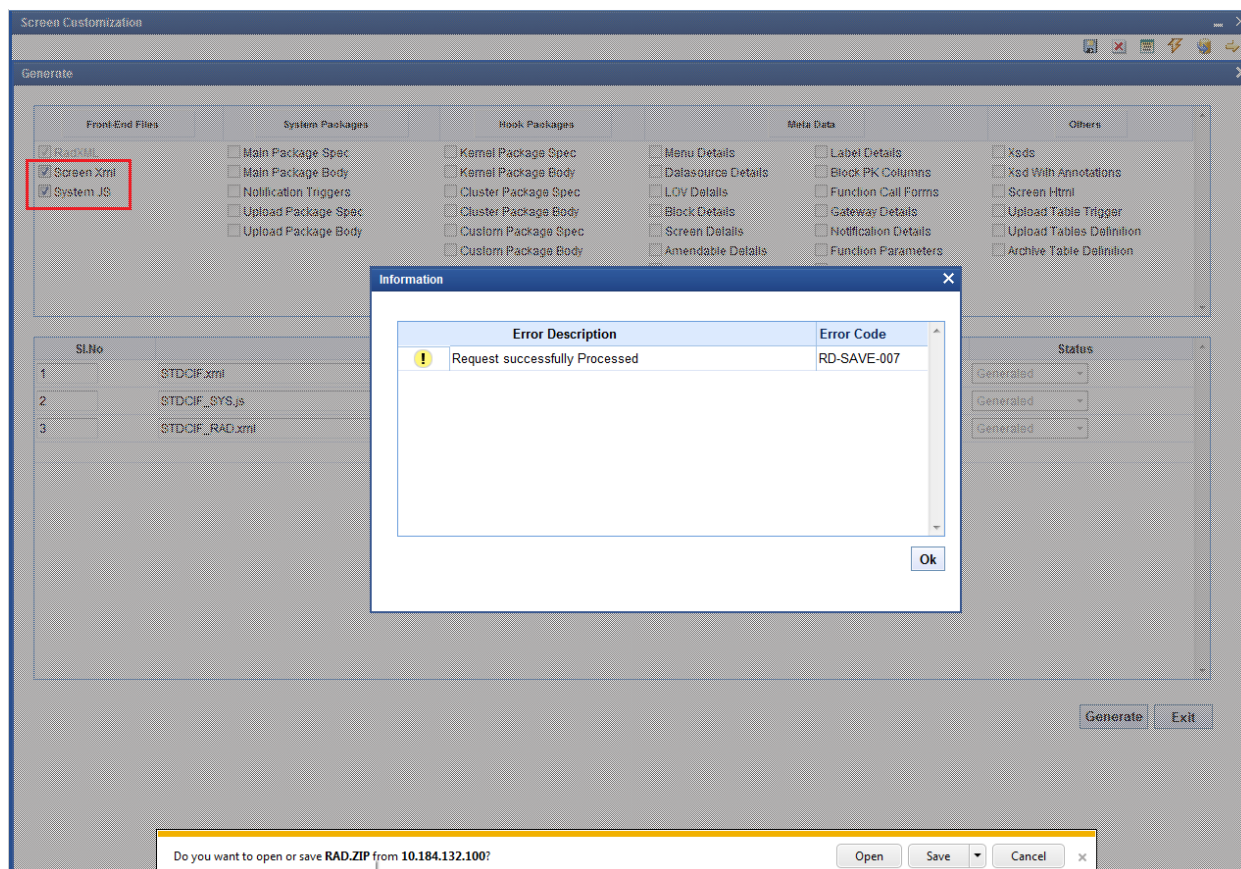 Screen Customization
Generate
Front-End Files System Packages Hook Packages Meta Data Others
RadXML Main Package Spec Kernel Package Spec Menu Details Label Details Xsds
Screen Xml Main Package Body Kernel Package Body Datasource Details Block PK Columns Xsd With Annotations
System JS Notification Triggers Cluster Package Spec LOV Details Function Call Forms Screen Html
Upload Package Spec Cluster Package Body Block Details Gateway Details Upload Table Trigger
Upload Package Body Custom Package Spec Screen Details Notification Details Upload Tables Definition
Custom Package Body Amendable Details Function Parameters Archive Table Definition
Information
Error Description Error Code
Request successfully Processed RD-SAVE-007
Ok
Sl.No Status
1 STDCIF.xml Generated
2 STDCIF_SYS.js Generated
3 STDCIF_RAD.xml Generated
Generate Exit
Do you want to open or save RAD.ZIP from 10.184.132.100? Open Save Cancel